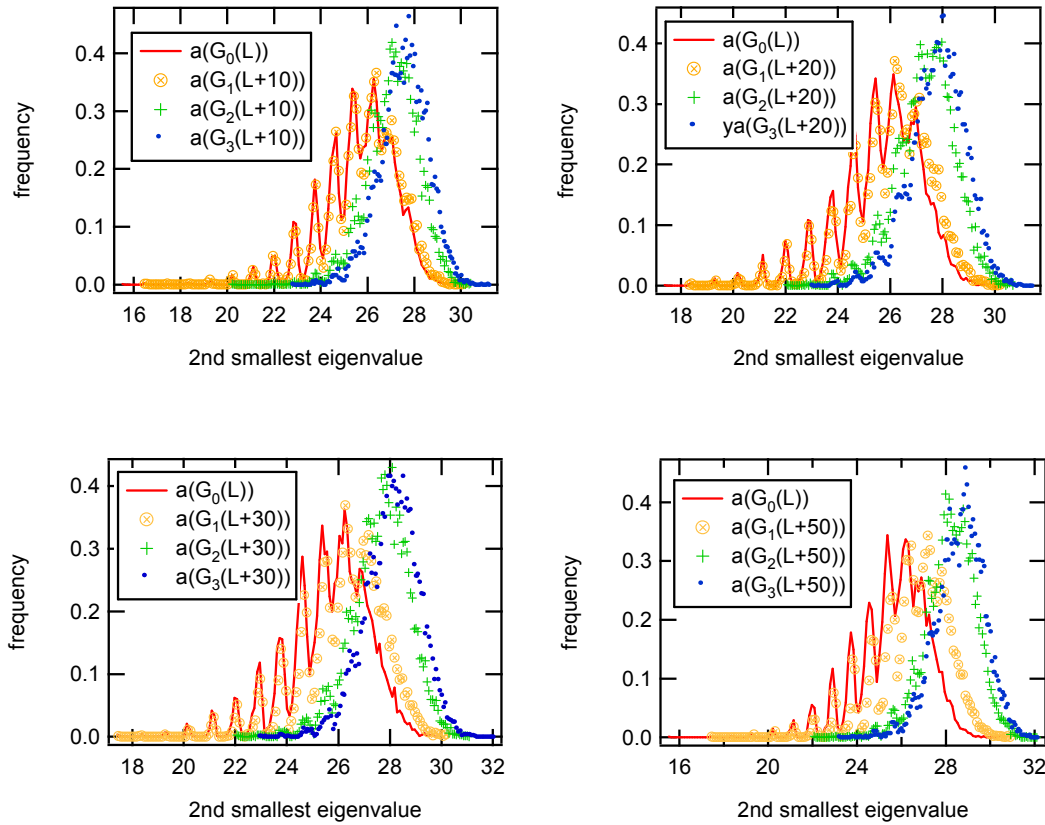 0.4
0.3
0.2
0.1
0.0
frequency
a(G0(L))
a(G1(L+10))
a(G2(L+10))
a(G3(L+10))
16 18 20 22 24 26 28 30
2nd smallest eigenvalue
0.4
0.3
0.2
0.1
0.0
frequency
a(G0(L))
a(G1(L+20))
a(G2(L+20))
ya(G3(L+20))
18 20 22 24 26 28 30
2nd smallest eigenvalue
0.4
0.3
0.2
0.1
0.0
frequency
a(G0(L))
a(G1(L+30))
a(G2(L+30))
a(G3(L+30))
18 20 22 24 26 28 30 32
2nd smallest eigenvalue
0.4
0.3
0.2
0.1
0.0
frequency
a(G0(L))
a(G1(L+50))
a(G2(L+50))
a(G3(L+50))
16 18 20 22 24 26 28 30 32
2nd smallest eigenvalue